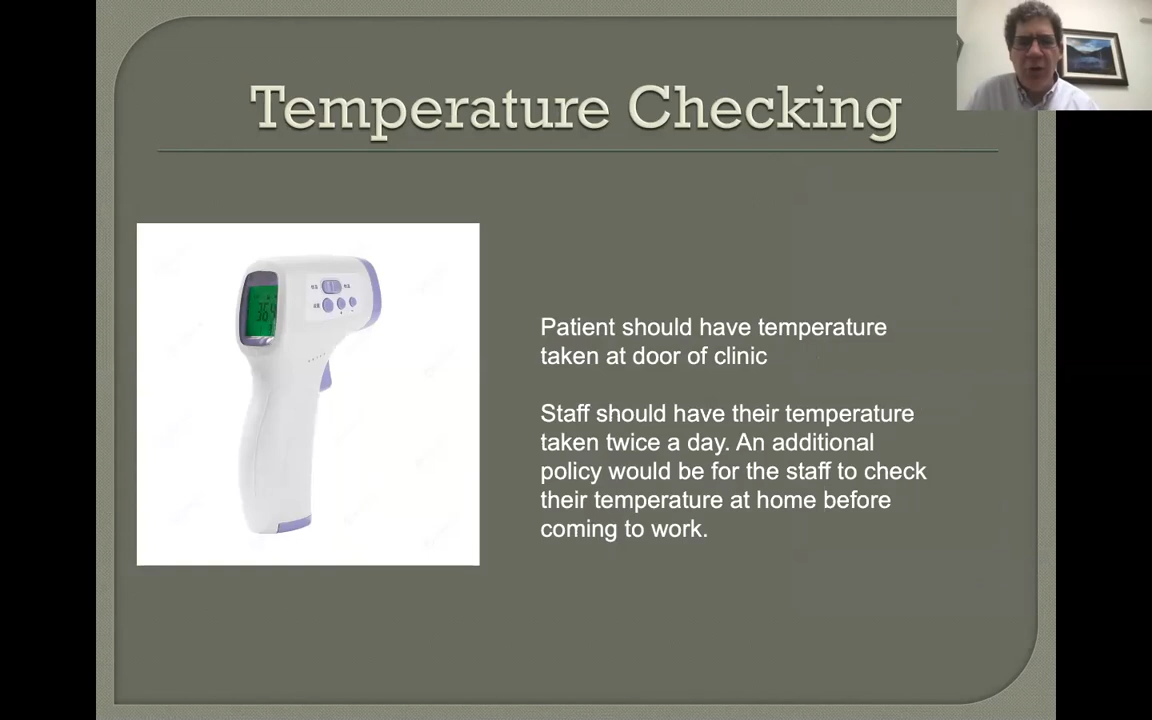 Temperature Checking
Patient should have temperature
taken at door of clinic
Staff should have their temperature
taken twice a day. An additional
policy would be for the staff to check
their temperature at home before
coming to work.